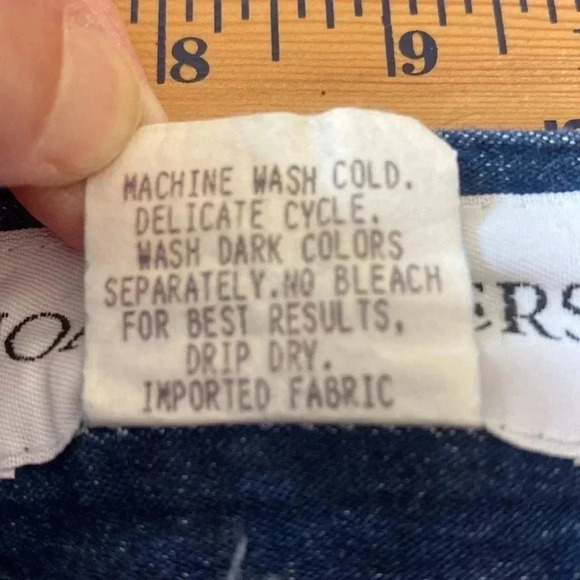 8 9
MACHINE WASH COLD.
DELICATE CYCLE.
WASH DARK COLORS
SEPARATELY.NO BLEACH
FOR BEST RESULTS,
DRIP DRY.
IMPORTED FABRIC
ERS